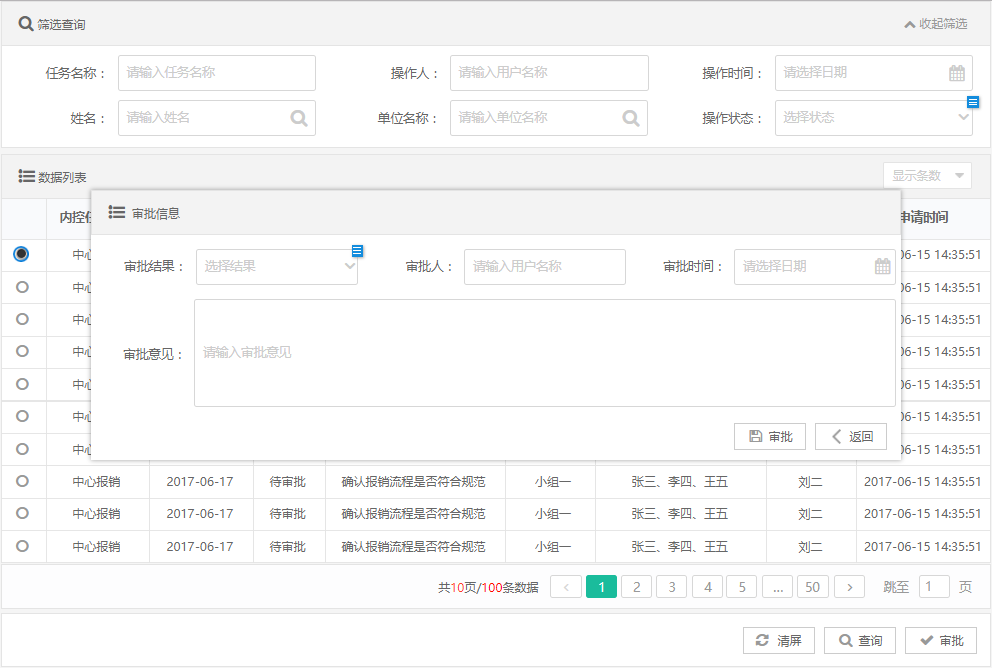 筛选查询 收起筛选
任务名称： 请输入任务名称 操作人： 请输入用户名称 操作时间： 请选择日期
姓名： 请输入姓名 单位名称： 请输入单位名称 操作状态： 选择状态
数据列表 显示条数
内控任 申请时间
审批信息
中心 06-15 14:35:51
审批结果： 选择结果 审批人： 请输入用户名称 审批时间： 请选择日期
中心 06-15 14:35:51
中心 06-15 14:35:51
审批意见： 请输入审批意见
中心 06-15 14:35:51
中心 06-15 14:35:51
中心 06-15 14:35:51
审批 返回
中心 06-15 14:35:51
中心报销 2017-06-17 待审批 确认报销流程是否符合规范 小组一 张三、李四、王五 刘二 2017-06-15 14:35:51
中心报销 2017-06-17 待审批 确认报销流程是否符合规范 小组一 张三、李四、王五 刘二 2017-06-15 14:35:51
中心报销 2017-06-17 待审批 确认报销流程是否符合规范 小组一 张三、李四、王五 刘二 2017-06-15 14:35:51
共10页/100条数据 < 1 2 3 4 5 ... 50 > 跳至 1 页
清屏 查询 审批